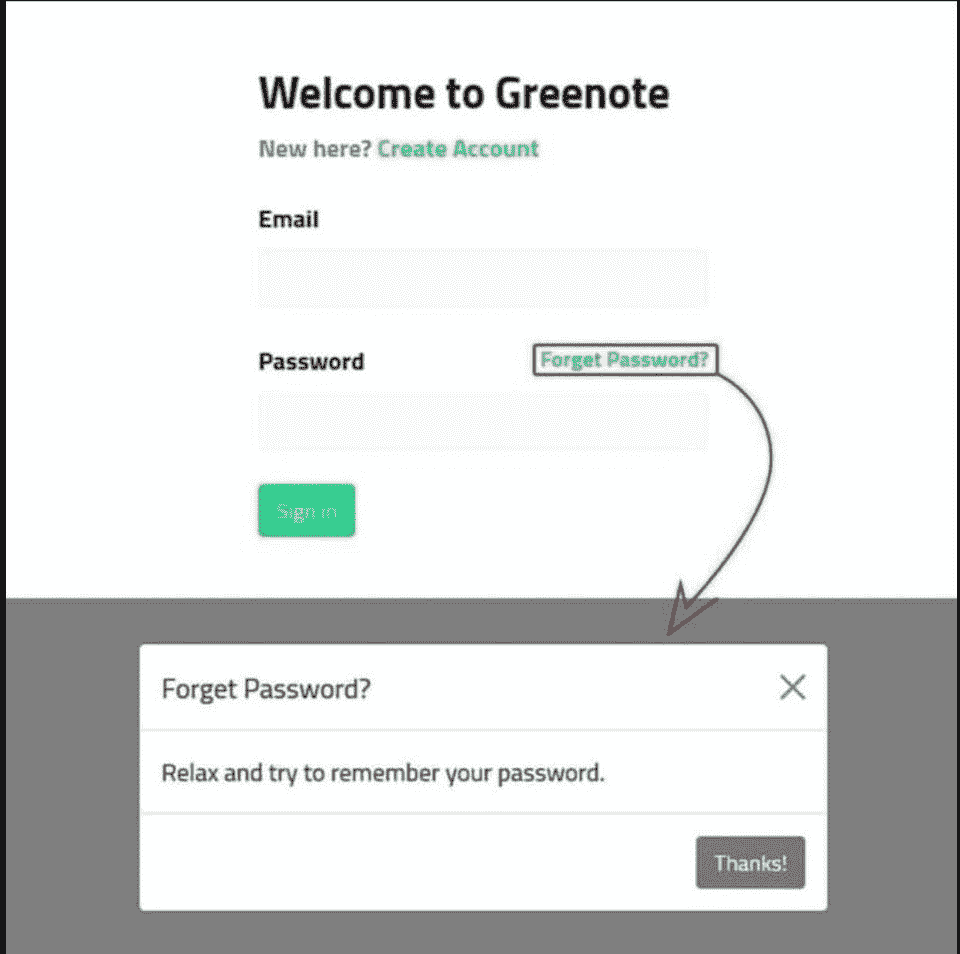 Welcome to Greenote
New here? Create Account
Email
Password
Forget Password?
Sign in
Forget Password?
Relax and try to remember your password.
Thanks!